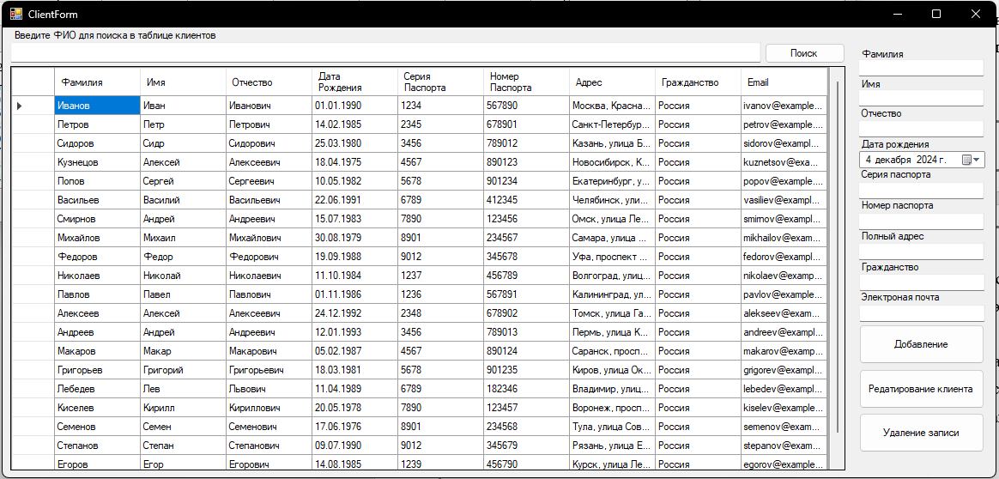 ClientForm
Введите ФИО для поиска в таблице клиентов
Поиск
Фамилия Имя Отчество Дата Рождения Серия Паспорта Номер Паспорта Адрес Гражданство Email
Иванов Иван Иванович 01.01.1990 1234 567890 Москва, Красна... Россия ivanov@example....
Петров Петр Петрович 14.02.1985 2345 678901 Санкт-Петербур... Россия petrov@example....
Сидоров Сидр Сидорович 25.03.1980 3456 789012 Казань, улица Б... Россия sidorov@exampl...
Кузнецов Алексей Алексеевич 18.04.1975 4567 890123 Новосибирск, К... Россия kuznetsov@exa...
Попов Сергей Сергеевич 10.05.1982 5678 901234 Екатеринбург, у... Россия popov@example....
Васильев Василий Васильевич 22.06.1991 6789 412345 Челябинск, ули... Россия vasiliev@exampl...
Смирнов Андрей Андреевич 15.07.1983 7890 123456 Омск, улица Ле... Россия smirnov@exampl...
Михайлов Михаил Михайлович 30.08.1979 8901 234567 Самара, улица ... Россия mikhailov@exam...
Федоров Федор Федорович 19.09.1988 9012 345678 Уфа, проспект ... Россия fedorov@exampl...
Николаев Николай Николаевич 11.10.1984 1237 456789 Волгоград, улиц... Россия nikolaev@examp...
Павлов Павел Павлович 01.11.1986 1236 567891 Калининград, ул... Россия pavlov@example...
Алексеев Алексей Алексеевич 24.12.1992 2348 678902 Томск, улица Га... Россия alekseev@exam...
Андреев Андрей Андреевич 12.01.1993 3456 789013 Пермь, улица К... Россия andreev@exampl...
Макаров Макар Макарович 05.02.1987 4567 890124 Саранск, просп... Россия makarov@examp...
Григорьев Григорий Григорьевич 18.03.1981 5678 901235 Киров, улица Ок... Россия grigorev@exampl...
Лебедев Лев Львович 11.04.1989 6789 182346 Владимир, улиц... Россия lebedev@exampl...
Киселев Кирилл Кириллович 20.05.1978 7890 123457 Воронеж, просп... Россия kiselev@example...
Семенов Семен Семенович 17.06.1976 8901 234568 Тула, улица Сов... Россия semenov@exam...
Степанов Степан Степанович 09.07.1990 9012 345679 Рязань, улица Е... Россия stepanov@exam...
Егоров Егор Егорович 14.08.1985 1239 456790 Курск, улица Ле... Россия egorov@example...
Фамилия
Имя
Отчество
Дата рождения
4 декабря 2024 г.
Серия паспорта
Номер паспорта
Полный адрес
Гражданство
Электроная почта
Добавление
Редатирование клиента
Удаление записи